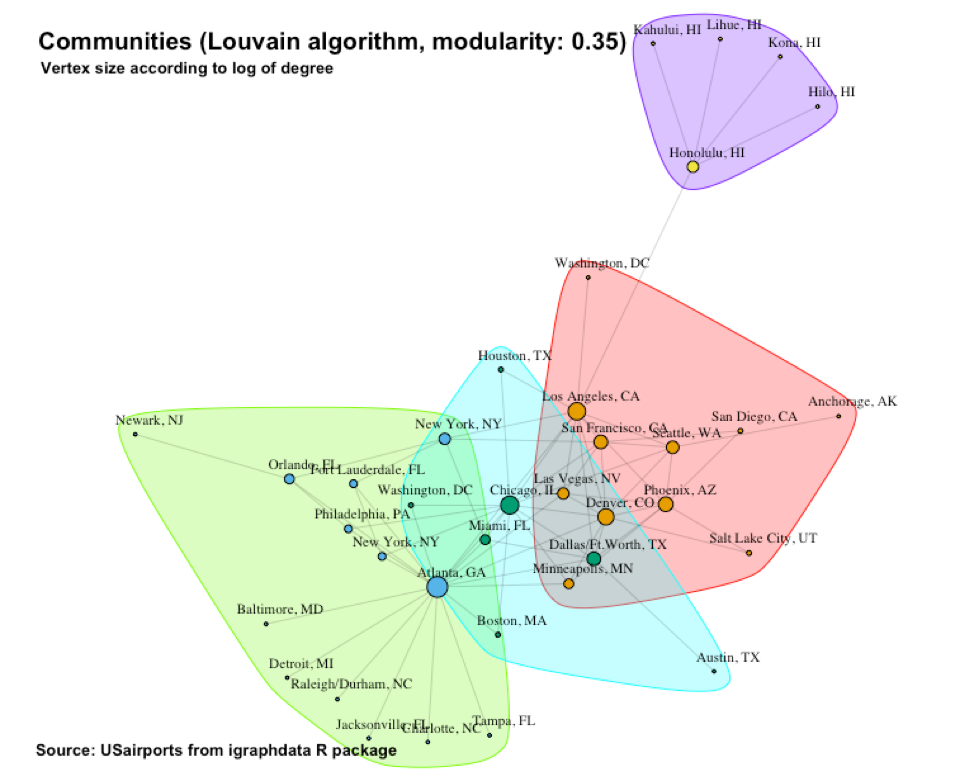 Communities (Louvain algorithm, modularity: 0.35)
Vertex size according to log of degree
Kahului, HI
Lihue, HI
Kona, HI
Hilo, HI
Honolulu, HI
Washington, DC
Houston, TX
Los Angeles, CA
Anchorage, AK
Newark, NJ
New York, NY
San Francisco, CA
Seattle, WA
San Diego, CA
Orlando, FL
Fort Lauderdale, FL
Las Vegas, NV
Washington, DC
Chicago, IL
Phoenix, AZ
Denver, CO
Philadelphia, PA
Miami, FL
New York, NY
Dallas/Ft.Worth, TX
Salt Lake City, UT
Atlanta, GA
Minneapolis, MN
Baltimore, MD
Boston, MA
Austin, TX
Detroit, MI
Raleigh/Durham, NC
Jacksonville, FL
Charlotte, NC
Tampa, FL
Source: USairports from igraphdata R package